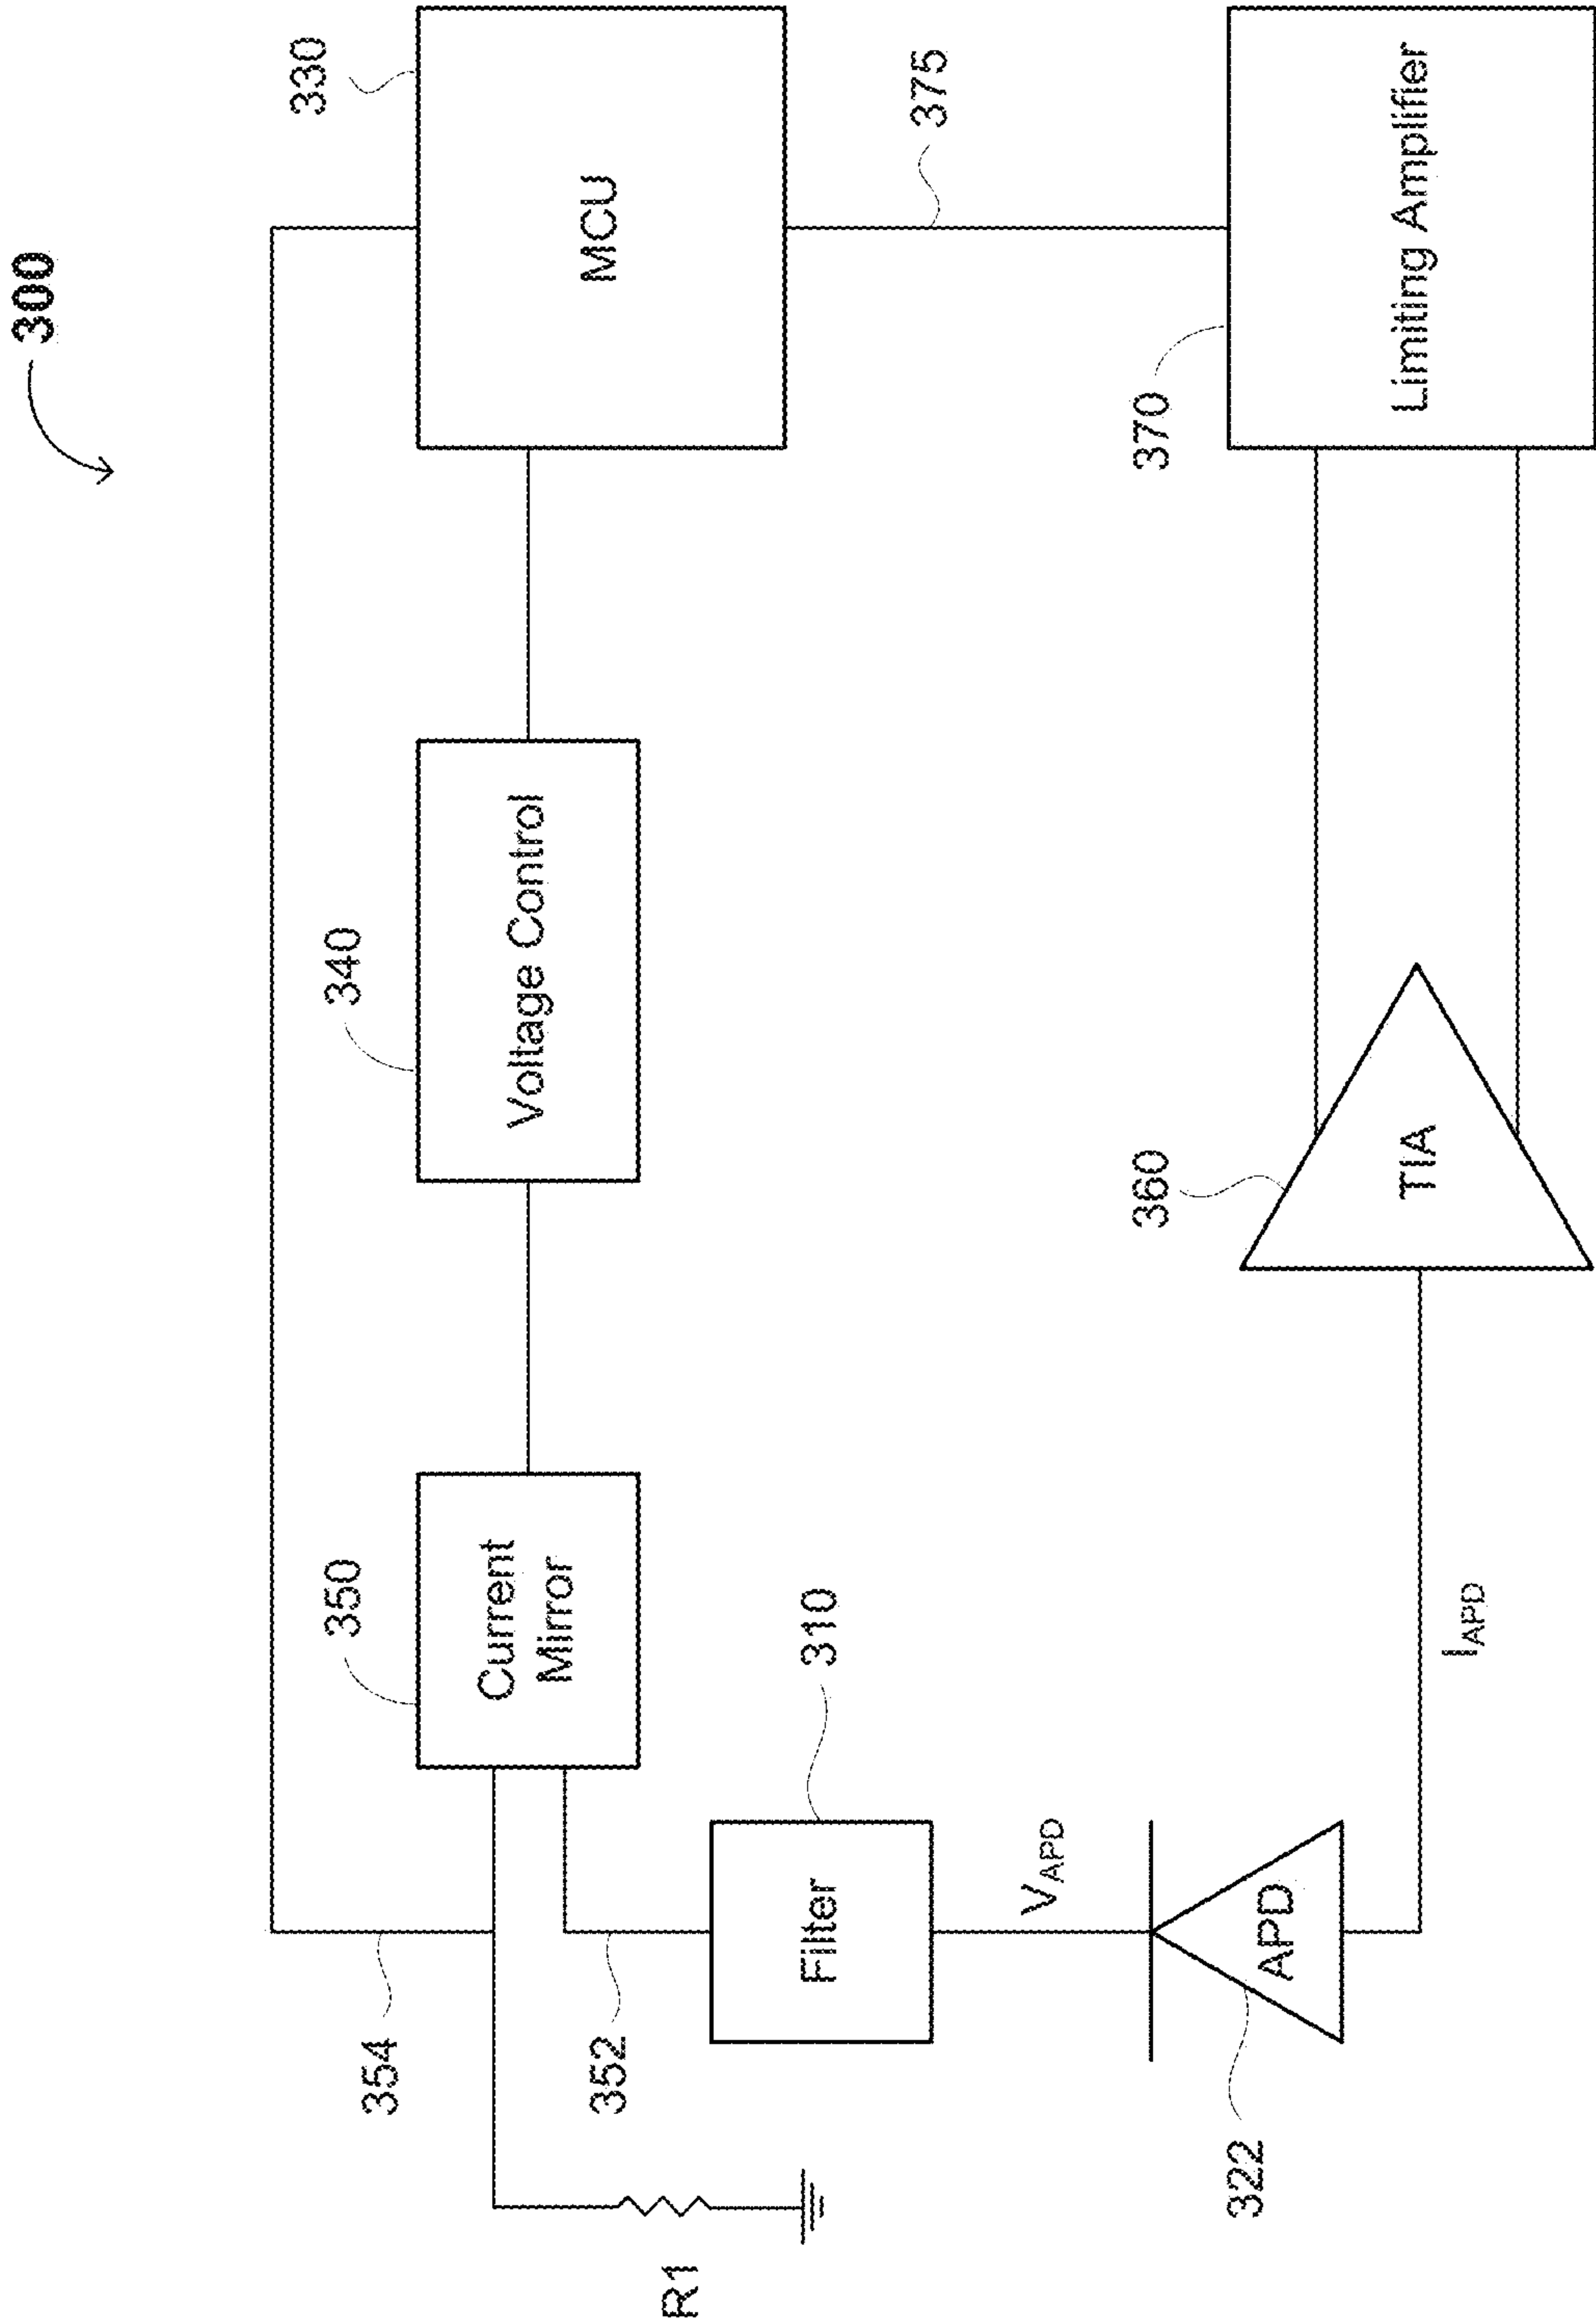 300
330
MCU
375
340
Voltage Control
350
Current
Mirror
354
352
310
Filter
R1
V_APD
APD
322
I_APD
360
TIA
370
Limiting Amplifier